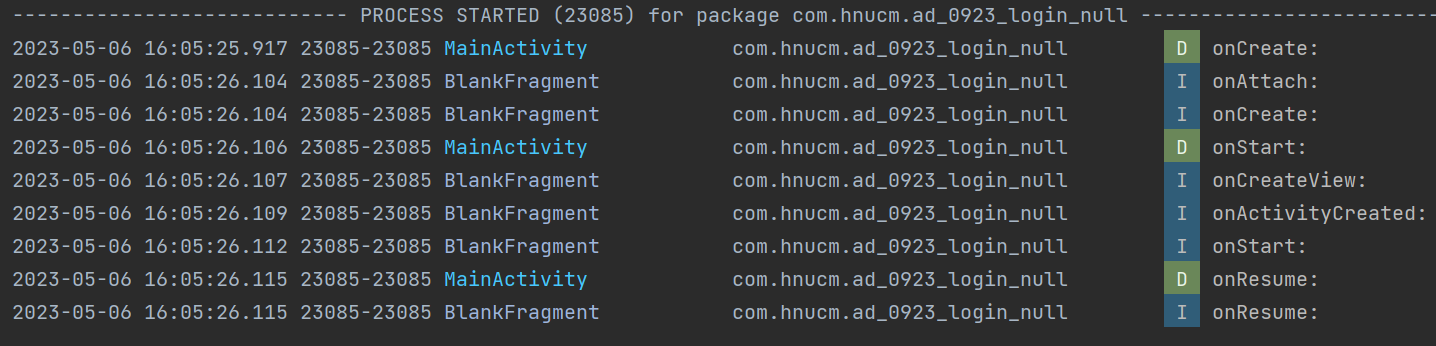 ---------------------------- PROCESS STARTED (23085) for package com.hnucm.ad_0923_login_null -------------------------
2023-05-06 16:05:25.917 23085-23085 MainActivity            com.hnucm.ad_0923_login_null        D  onCreate:
2023-05-06 16:05:26.104 23085-23085 BlankFragment           com.hnucm.ad_0923_login_null        I  onAttach:
2023-05-06 16:05:26.104 23085-23085 BlankFragment           com.hnucm.ad_0923_login_null        I  onCreate:
2023-05-06 16:05:26.106 23085-23085 MainActivity            com.hnucm.ad_0923_login_null        D  onStart:
2023-05-06 16:05:26.107 23085-23085 BlankFragment           com.hnucm.ad_0923_login_null        I  onCreateView:
2023-05-06 16:05:26.109 23085-23085 BlankFragment           com.hnucm.ad_0923_login_null        I  onActivityCreated:
2023-05-06 16:05:26.112 23085-23085 BlankFragment           com.hnucm.ad_0923_login_null        I  onStart:
2023-05-06 16:05:26.115 23085-23085 MainActivity            com.hnucm.ad_0923_login_null        D  onResume:
2023-05-06 16:05:26.115 23085-23085 BlankFragment           com.hnucm.ad_0923_login_null        I  onResume: